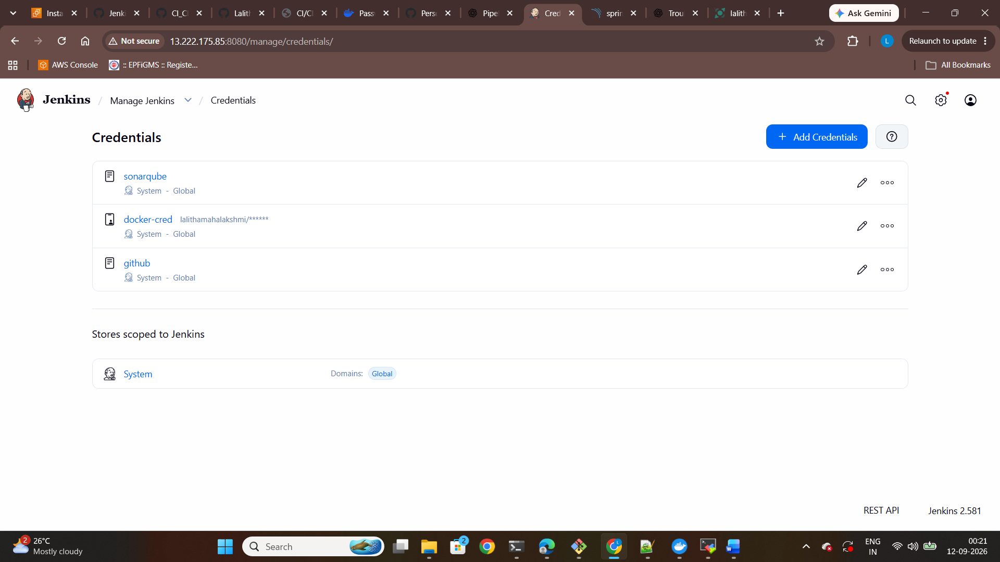 Insta
Jenki
CI_CI
Lalith
CI/CI
Pass
Pers
Pipel
Cred
sprin
Trou
lalith
Ask Gemini
Not secure
13.222.175.85:8080/manage/credentials/
L
Relaunch to update
AWS Console
:: EPFiGMS :: Registe...
All Bookmarks
Jenkins / Manage Jenkins / Credentials
Credentials
Add Credentials
sonarqube
System - Global
docker-cred lalithamahalakshmi/******
System - Global
github
System - Global
Stores scoped to Jenkins
System Domains: Global
REST API Jenkins 2.581
2
26°C
Mostly cloudy
Search
2
ENG
IN
00:21
12-09-2026